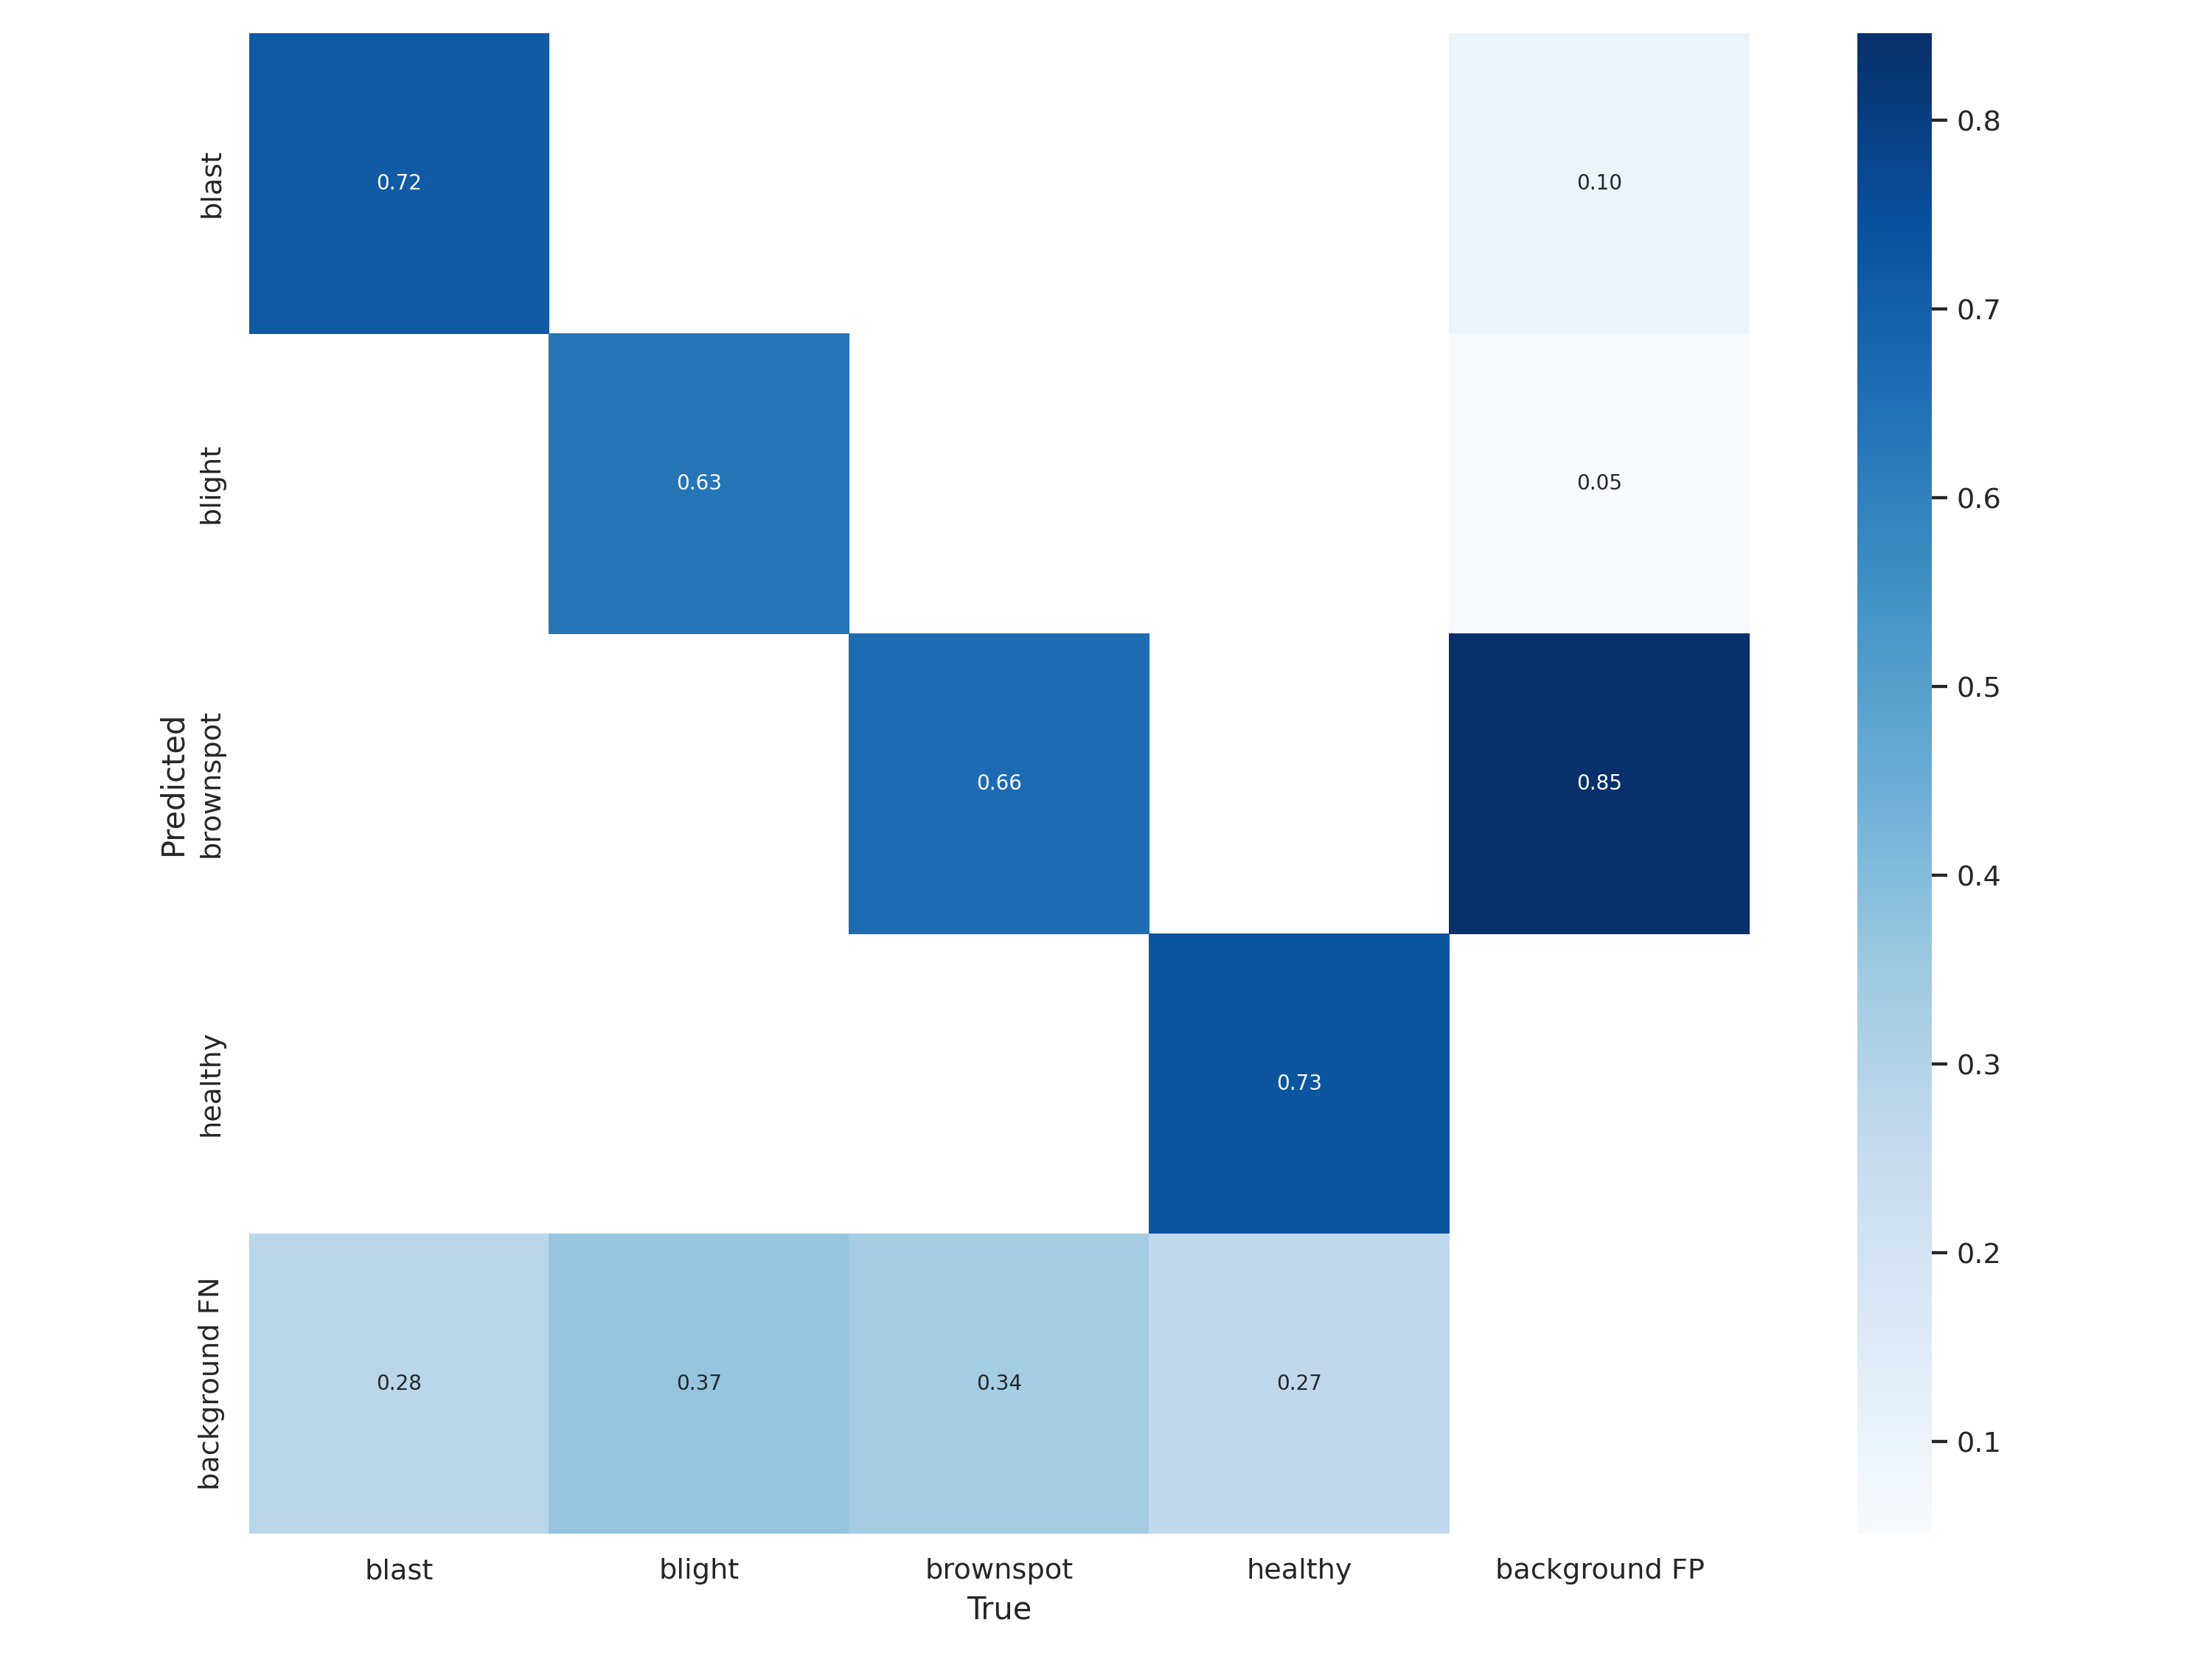 blast
0.72
0.10
blight
0.63
0.05
Predicted
brownspot
0.66
0.85
healthy
0.73
background FN
0.28
0.37
0.34
0.27
blast
blight
brownspot
healthy
background FP
True
0.8
0.7
0.6
0.5
0.4
0.3
0.2
0.1